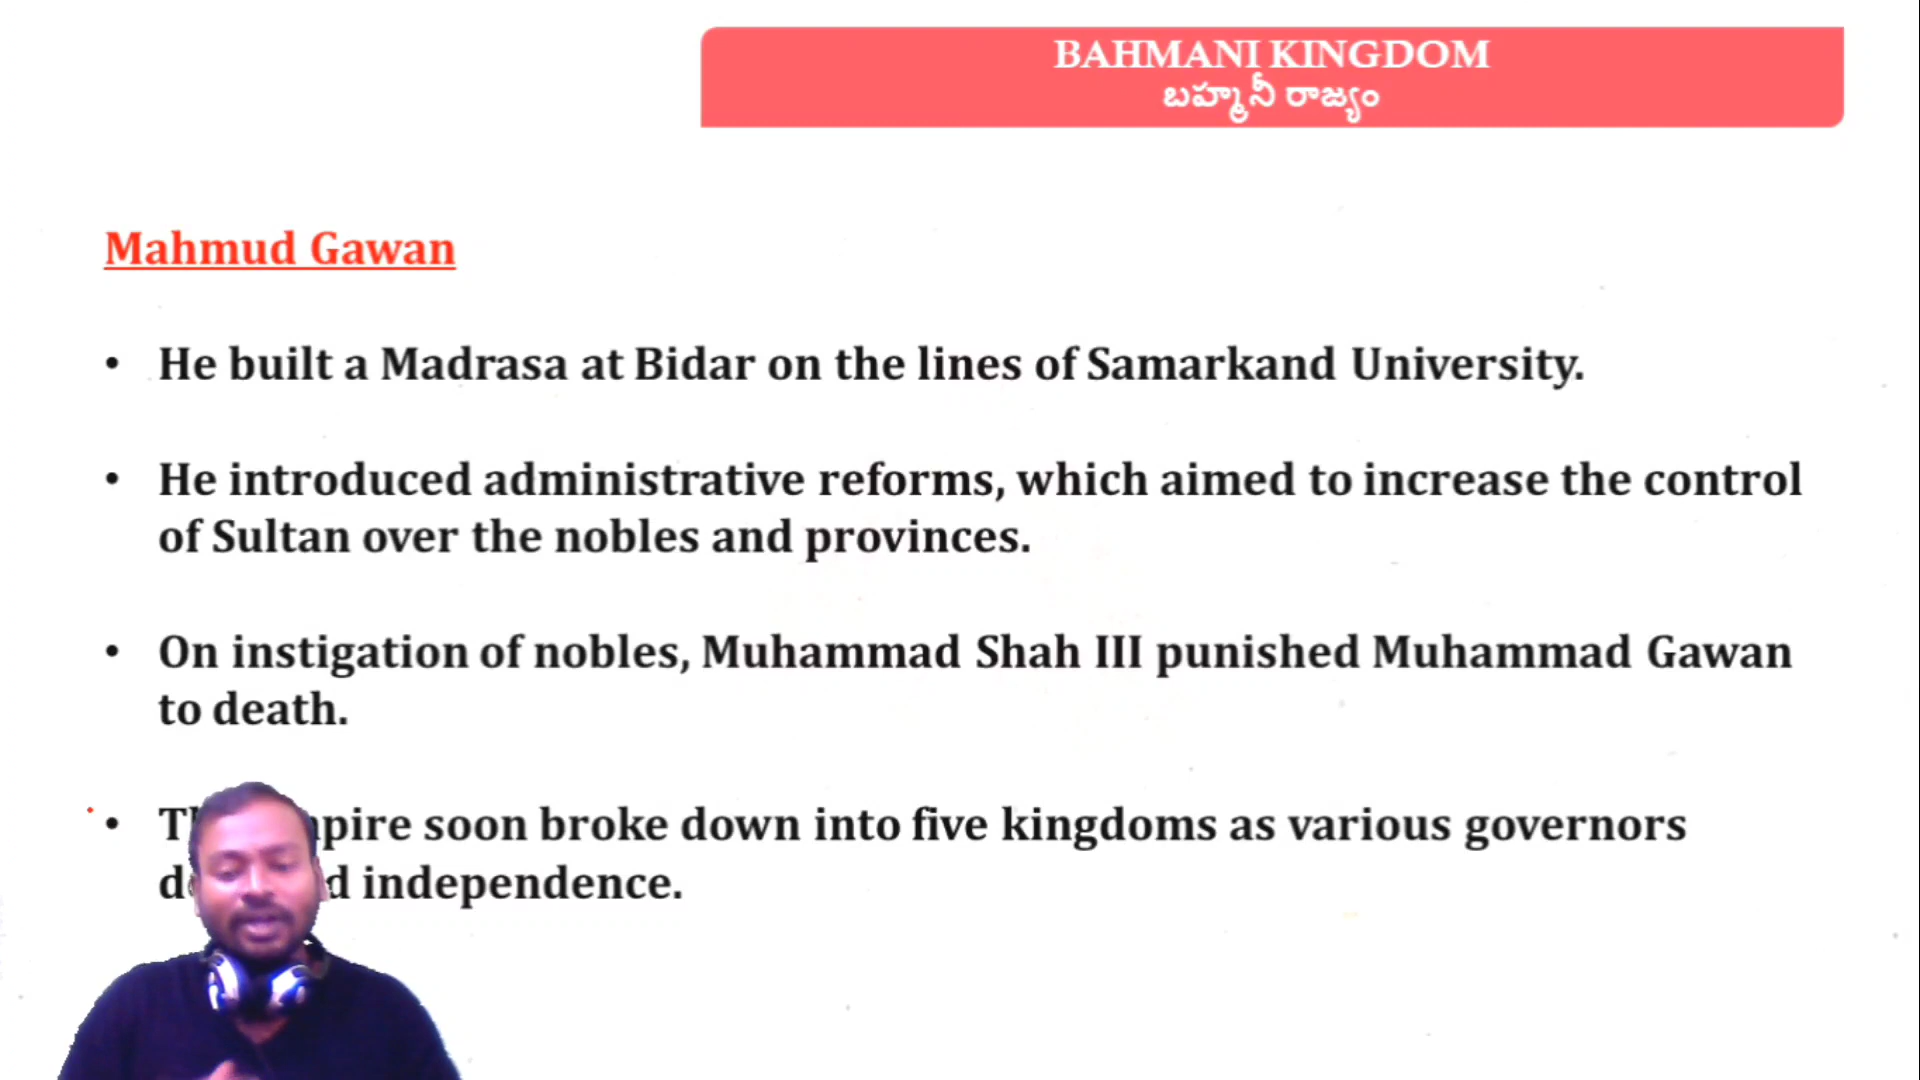 BAHMANI KINGDOM
బహ్మనీ రాజ్యం
Mahmud Gawan
• He built a Madrasa at Bidar on the lines of Samarkand University.
• He introduced administrative reforms, which aimed to increase the control
of Sultan over the nobles and provinces.
• On instigation of nobles, Muhammad Shah III punished Muhammad Gawan
to death.
• soon broke down into five kingdoms as various governors
independence.